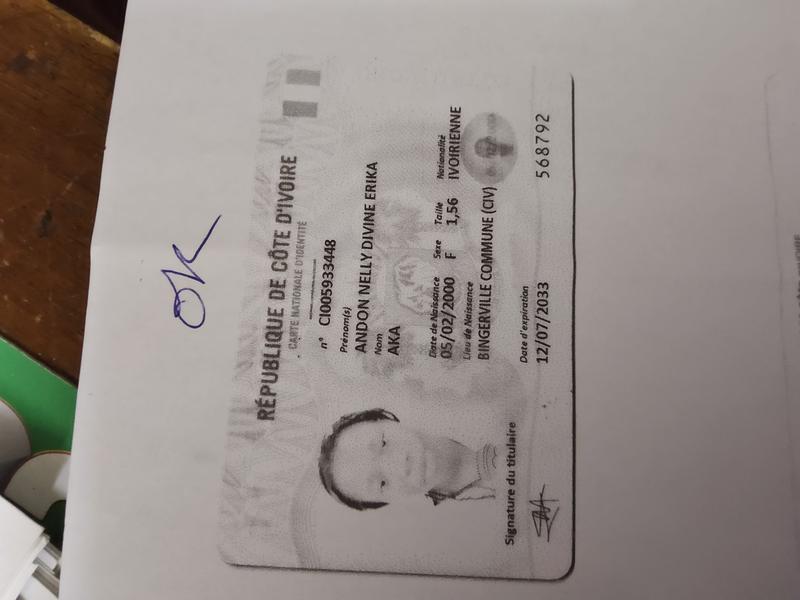 OK
RÉPUBLIQUE DE CÔTE D'IVOIRE
CARTE NATIONALE D'IDENTITÉ
n° CI005933448
Prénom(s)
ANDON NELLY DIVINE ERIKA
Nom
AKA
Date de Naissance Sexe Taille Nationalité
05/02/2000 F 1,56 IVOIRIENNE
Lieu de Naissance
BINGERVILLE COMMUNE (CIV)
Signature du titulaire
Date d'expiration
12/07/2033
568792